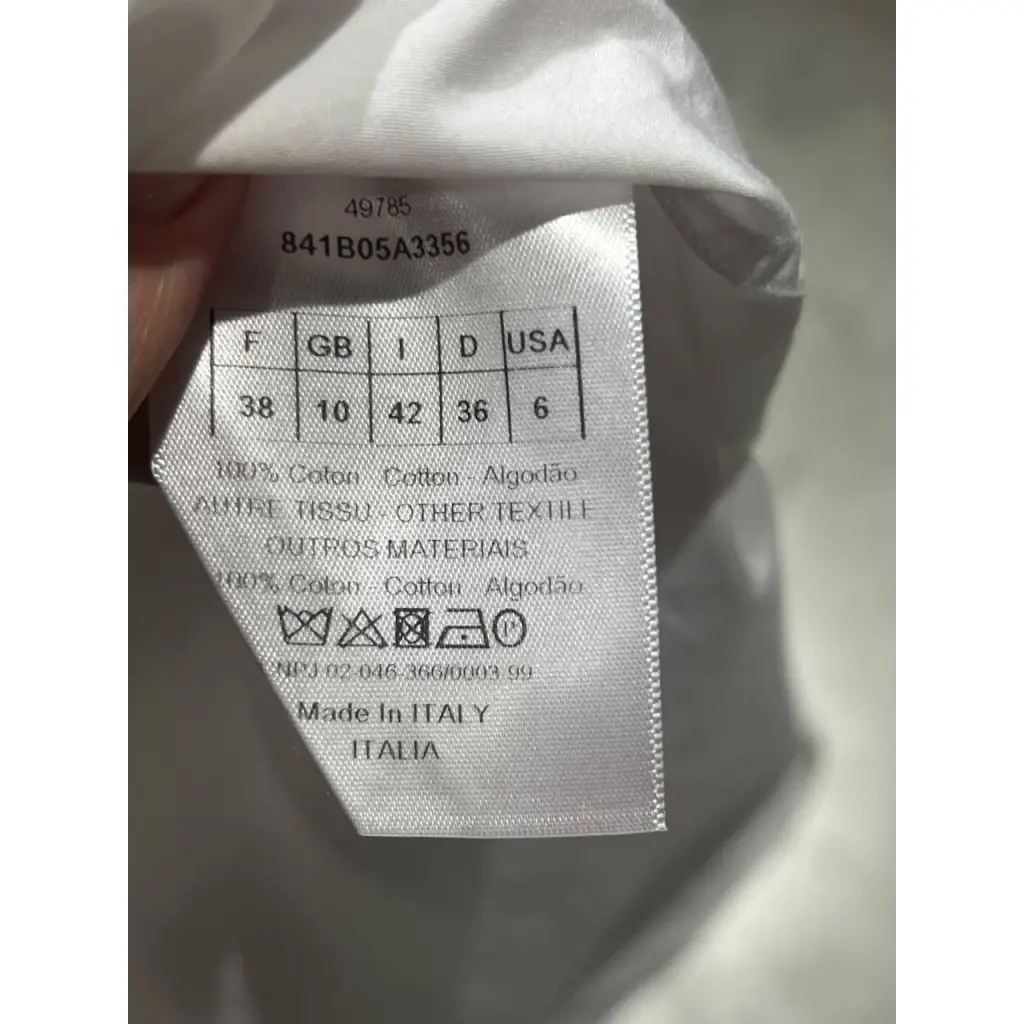 49785
841B05A3356
F GB I D USA
38 10 42 36 6
100% Coton Cotton - Algodão
AUTRE TISSU - OTHER TEXTILE
OUTROS MATERIAIS
100% Coton - Cotton Algodão
P
NPJ 02-046-366/0003-99
Made In ITALY
ITALIA